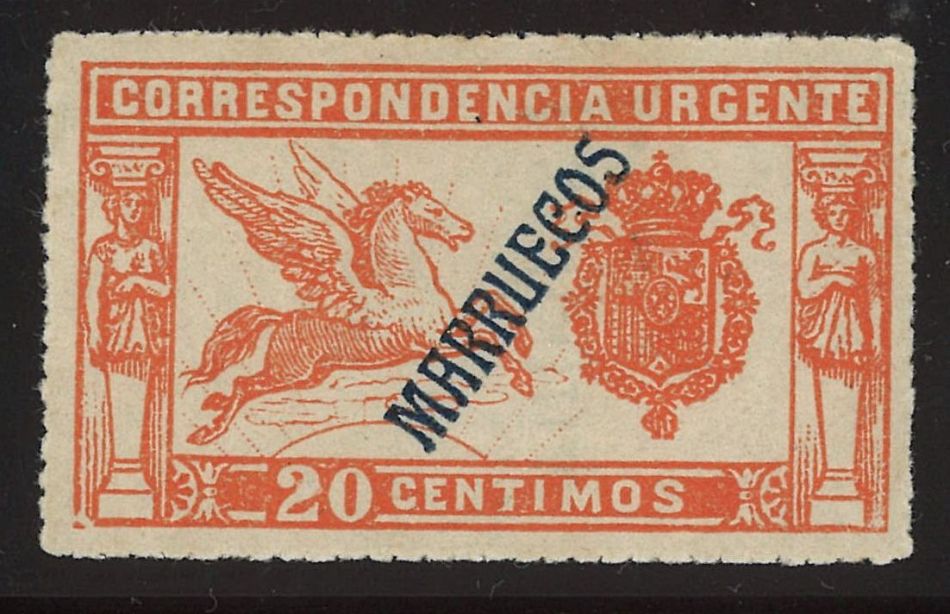 CORRESPONDENCIA URGENTE
MARRUECOS
20 CENTIMOS